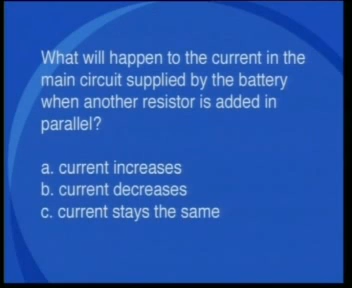 What will happen to the current in the
main circuit supplied by the battery
when another resistor is added in
parallel?
a. current increases
b. current decreases
c. current stays the same